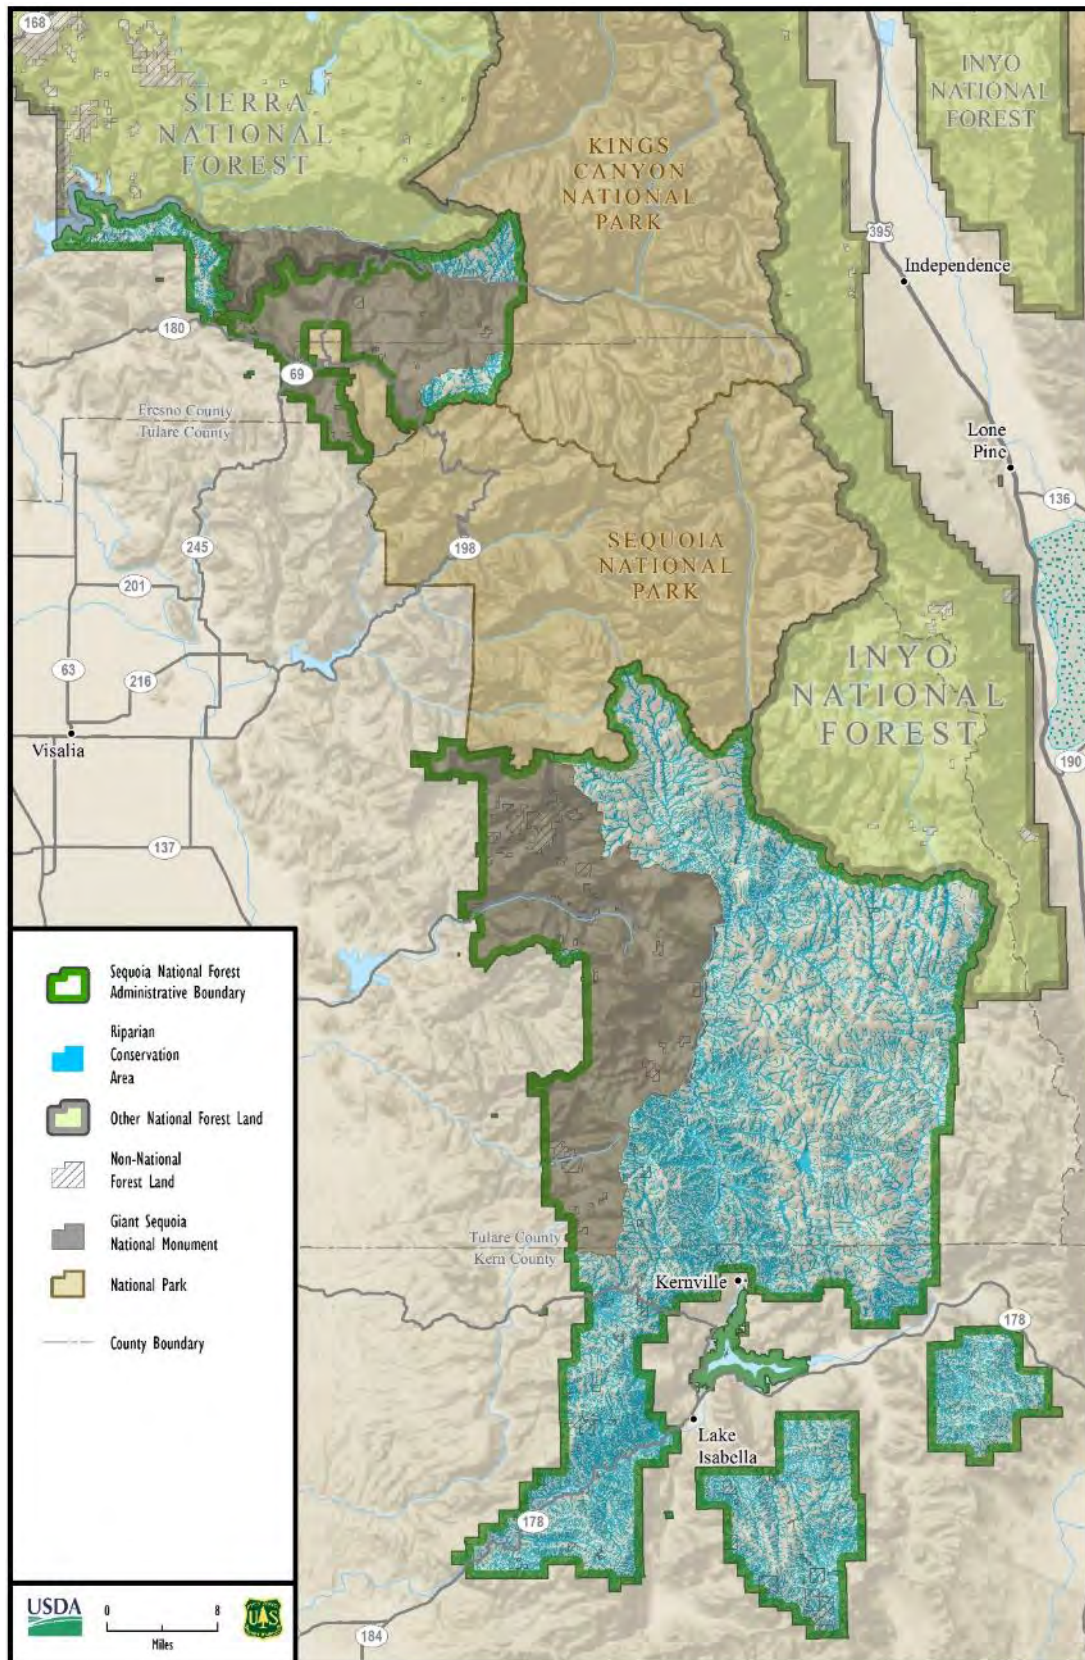 168
SIERRA
NATIONAL
FOREST
KINGS
CANYON
NATIONAL
PARK
INYO
NATIONAL
FOREST
395
Independence
180
69
Fresno County
Tulare County
Lone
Pine
136
245
198
SEQUOIA
NATIONAL
PARK
201
63
216
INYO
NATIONAL
FOREST
Visalia
190
137
Sequoia National Forest
Administrative Boundary
Riparian
Conservation
Area
Other National Forest Land
Non-National
Forest Land
Giant Sequoia
National Monument
National Park
County Boundary
Tulare County
Kern County
Kernville
178
Lake
Isabella
178
USDA
0 8
Miles
U S
184